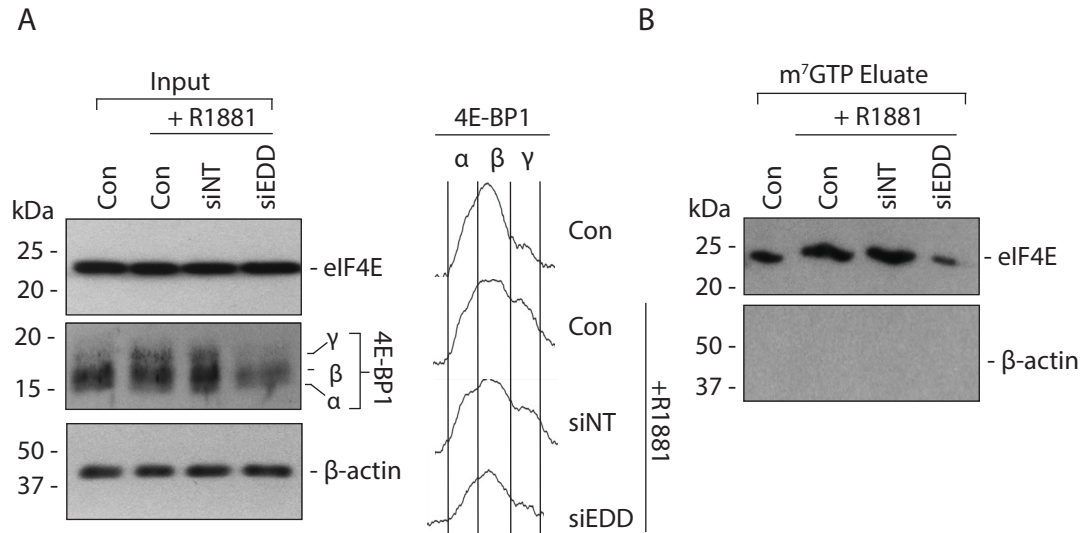 A
Input
+ R1881
Con
Con
siNT
siEDD
kDa
25 -
20 -
- eIF4E
20 -
15 -
γ
β
α
4E-BP1
50 -
37 -
- β-actin
4E-BP1
α β γ
Con
Con
siNT
siEDD
+R1881
B
m⁷GTP Eluate
+ R1881
Con
Con
siNT
siEDD
kDa
25 -
20 -
- eIF4E
50 -
37 -
- β-actin